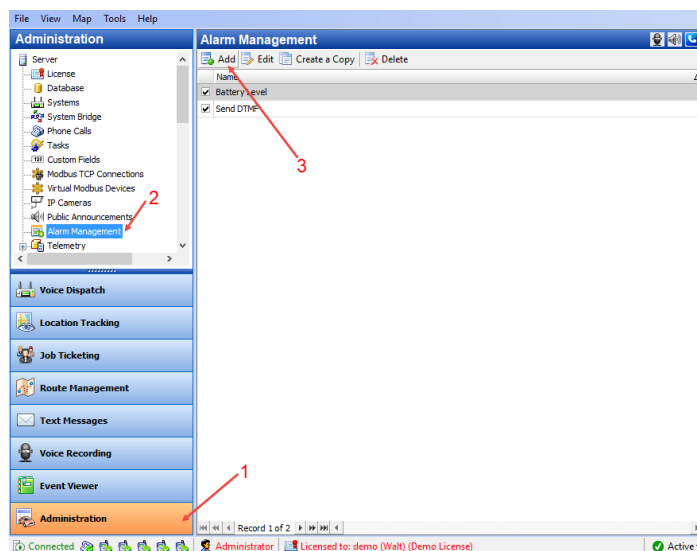 File View Map Tools Help
Administration
Server
License
Database
Systems
System Bridge
Phone Calls
Tasks
Custom Fields
Modbus TCP Connections
Virtual Modbus Devices
IP Cameras
Public Announcements
Alarm Management
Telemetry
2
Voice Dispatch
Location Tracking
Job Ticketing
Route Management
Text Messages
Voice Recording
Event Viewer
Administration
1
Alarm Management
Add Edit Create a Copy Delete
Name
Battery Level
Send DTMF
3
Record 1 of 2
Connected Administrator Licensed to: demo (Walt) (Demo License) Active